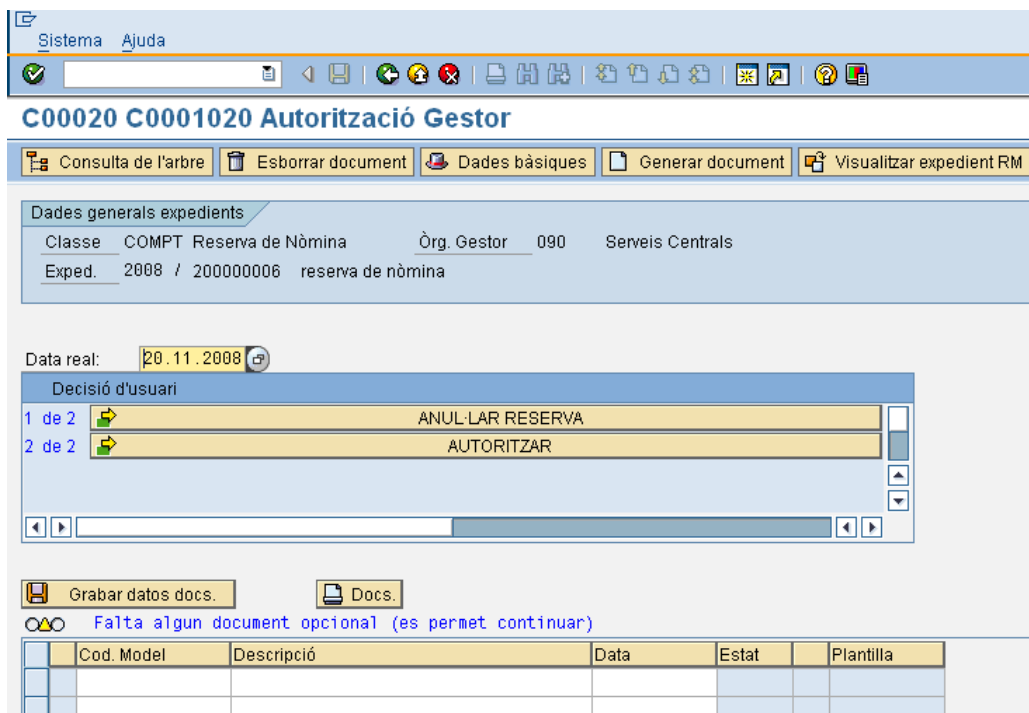 Sistema Ajuda
C00020 C0001020 Autorització Gestor
Consulta de l'arbre Esborrar document Dades bàsiques Generar document Visualitzar expedient RM
Dades generals expedients
Classe COMPT Reserva de Nòmina Òrg. Gestor 090 Serveis Centrals
Exped. 2008 / 200000006 reserva de nòmina
Data real: 20.11.2008
Decisió d'usuari
1 de 2 ANUL·LAR RESERVA
2 de 2 AUTORITZAR
Grabar datos docs. Docs.
Falta algun document opcional (es permet continuar)
Cod. Model Descripció Data Estat Plantilla